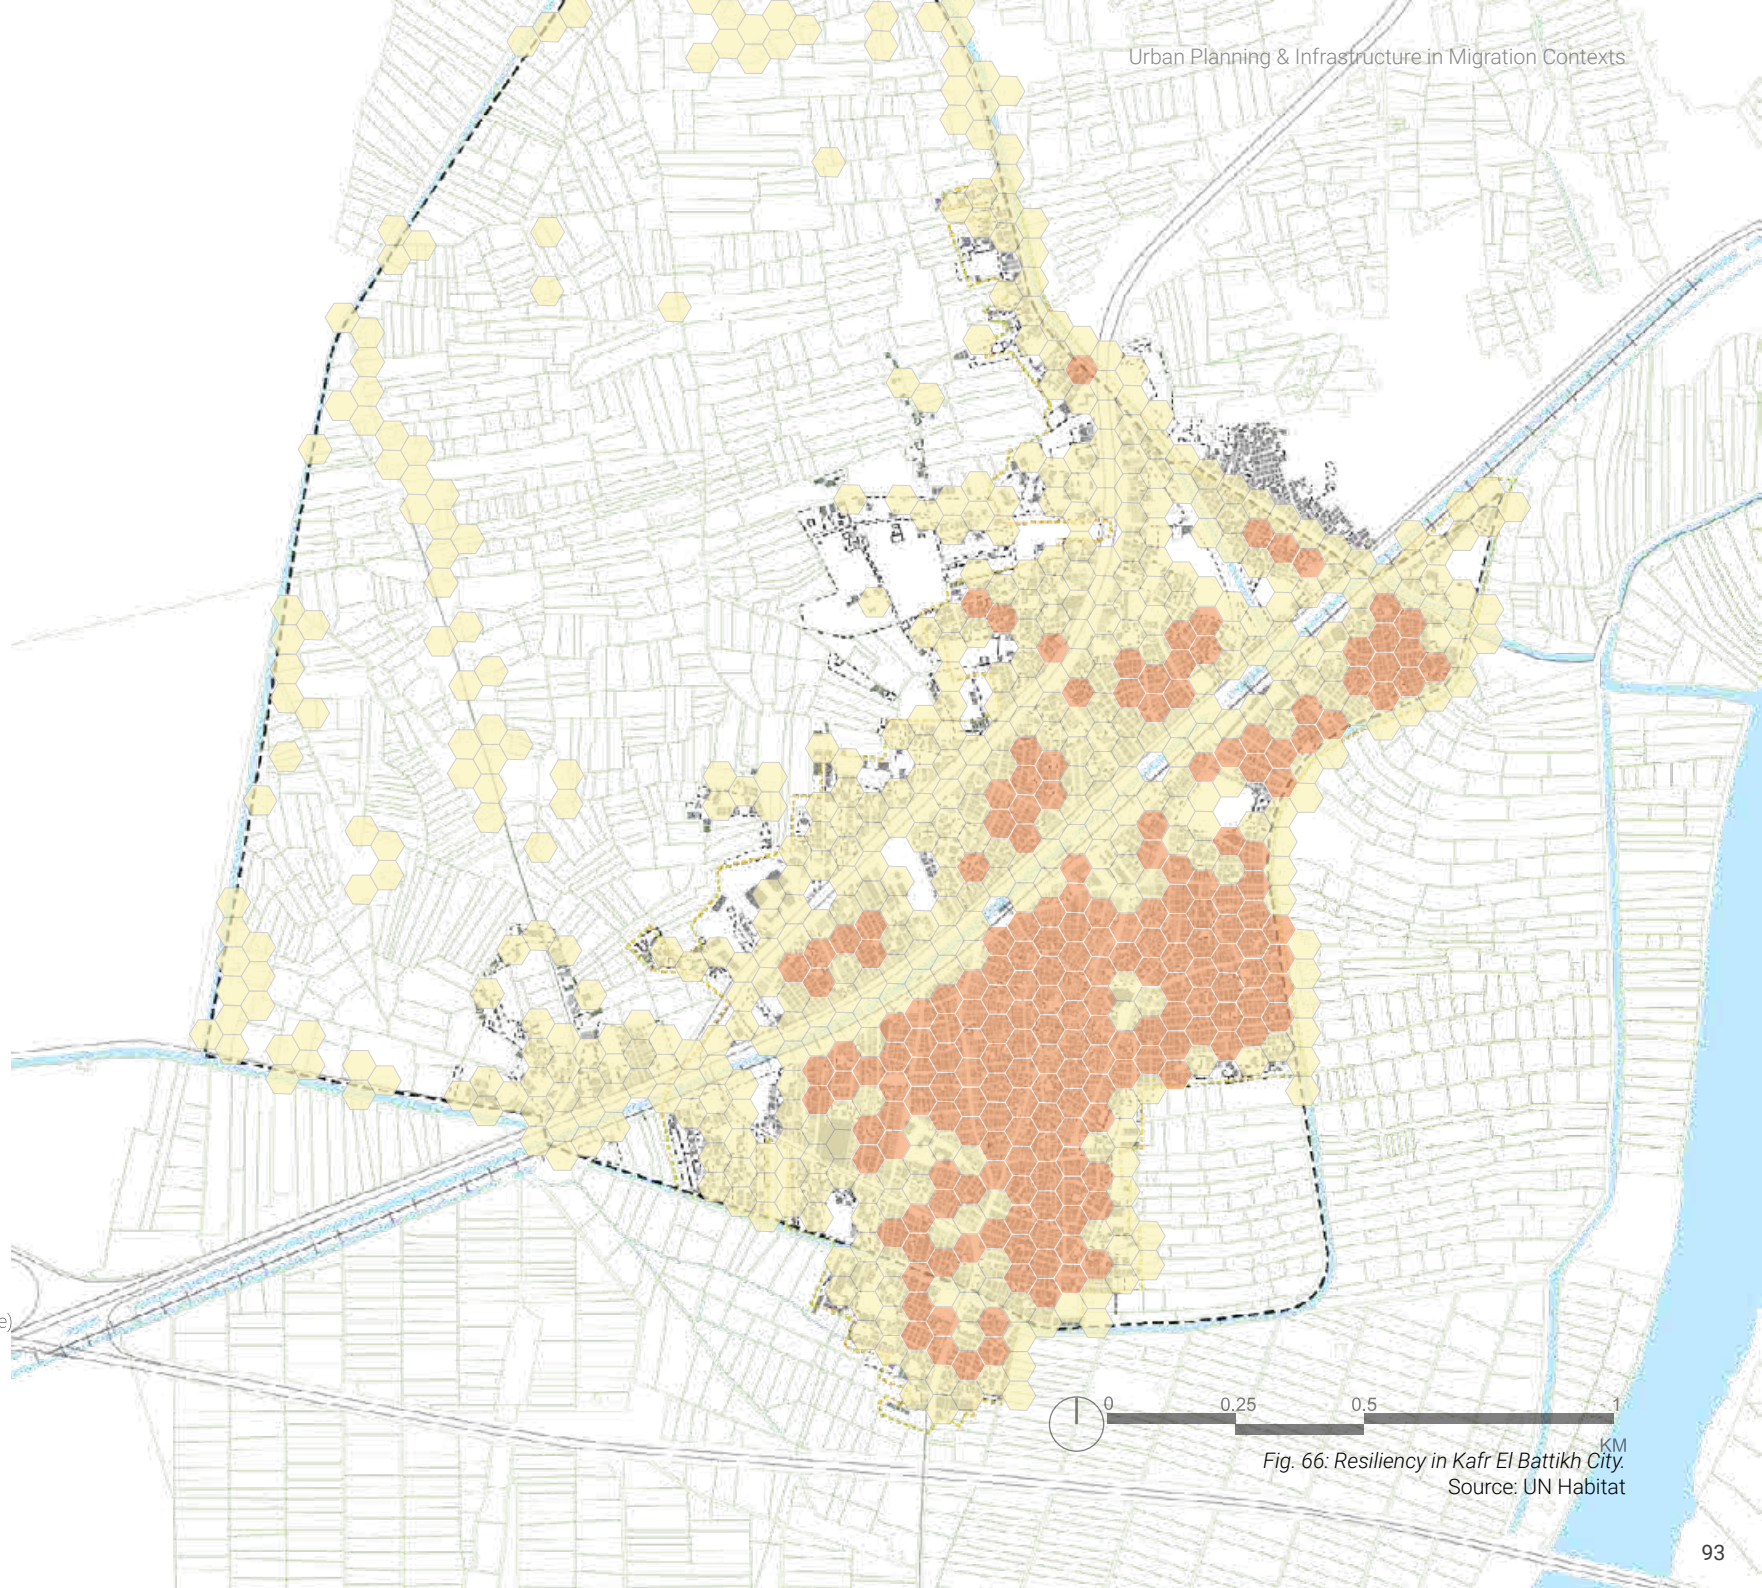 Urban Planning & Infrastructure in Migration Contexts
e)
0 0.25 0.5 1
KM
Fig. 66: Resiliency in Kafr El Battikh City.
Source: UN Habitat
93